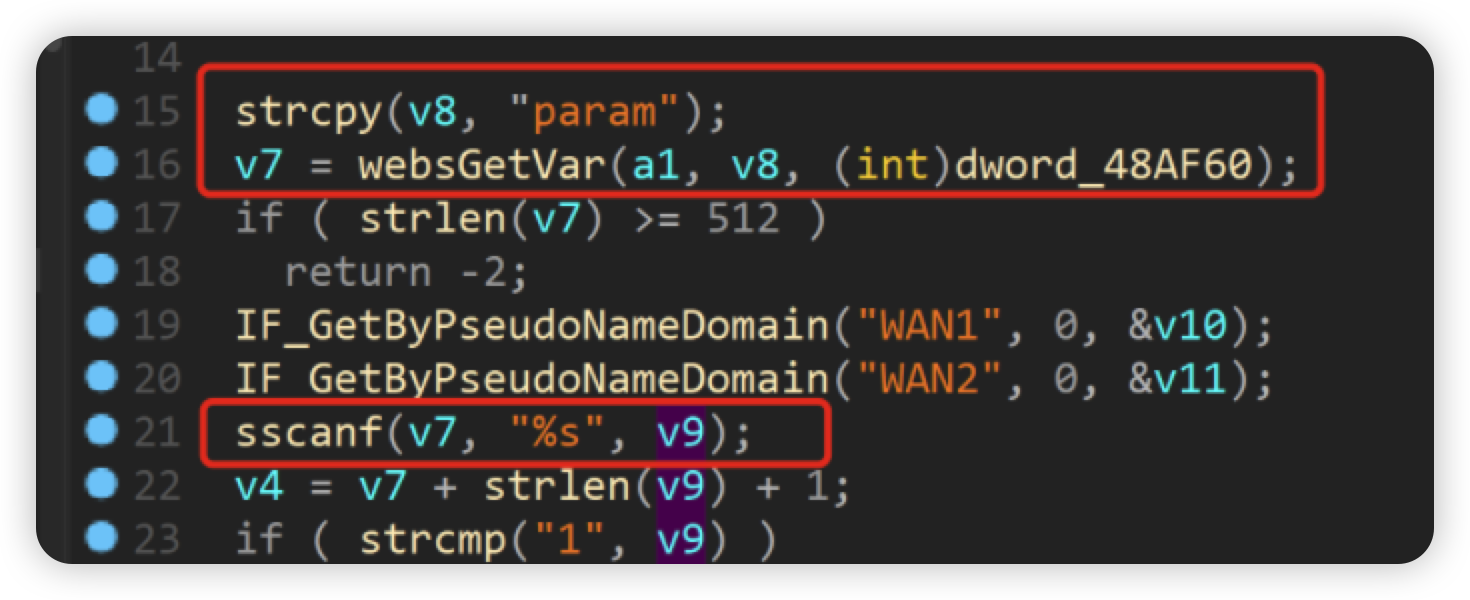 14
15 strcpy(v8, "param");
16 v7 = websGetVar(a1, v8, (int)dword_48AF60);
17 if ( strlen(v7) >= 512 )
18 return -2;
19 IF_GetByPseudoNameDomain("WAN1", 0, &v10);
20 IF_GetByPseudoNameDomain("WAN2", 0, &v11);
21 sscanf(v7, "%s", v9);
22 v4 = v7 + strlen(v9) + 1;
23 if ( strcmp("1", v9) )